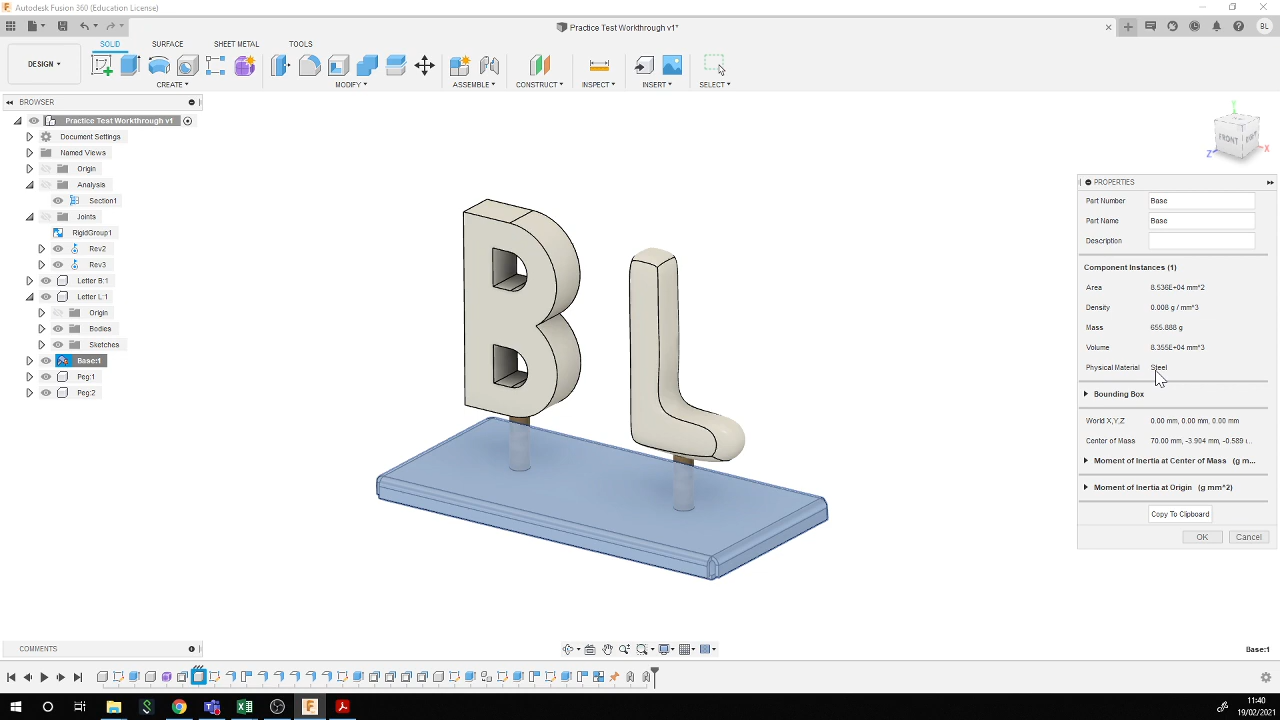 Autodesk Fusion 360 (Education License)
Practice Test Workthrough v1*
BL
DESIGN
SOLID
SURFACE
SHEET METAL
TOOLS
CREATE
MODIFY
ASSEMBLE
CONSTRUCT
INSPECT
INSERT
SELECT
BROWSER
Practice Test Workthrough v1
Document Settings
Named Views
Origin
Analysis
Section1
Joints
RigidGroup1
Rev2
Rev3
Letter B:1
Letter L:1
Origin
Bodies
Sketches
Base:1
Peg:1
Peg:2
FRONT
Z
X
PROPERTIES
Part Number Base
Part Name Base
Description
Component Instances (1)
Area 8.536E+04 mm^2
Density 0.008 g / mm^3
Mass 655.888 g
Volume 8.355E+04 mm^3
Physical Material Steel
Bounding Box
World X,Y,Z 0.00 mm, 0.00 mm, 0.00 mm
Center of Mass 70.00 mm, -3.904 mm, -0.589 ı...
Moment of Inertia at Center of Mass (g m...
Moment of Inertia at Origin (g mm^2)
Copy To Clipboard
OK Cancel
COMMENTS
Base:1
11:40
19/02/2021